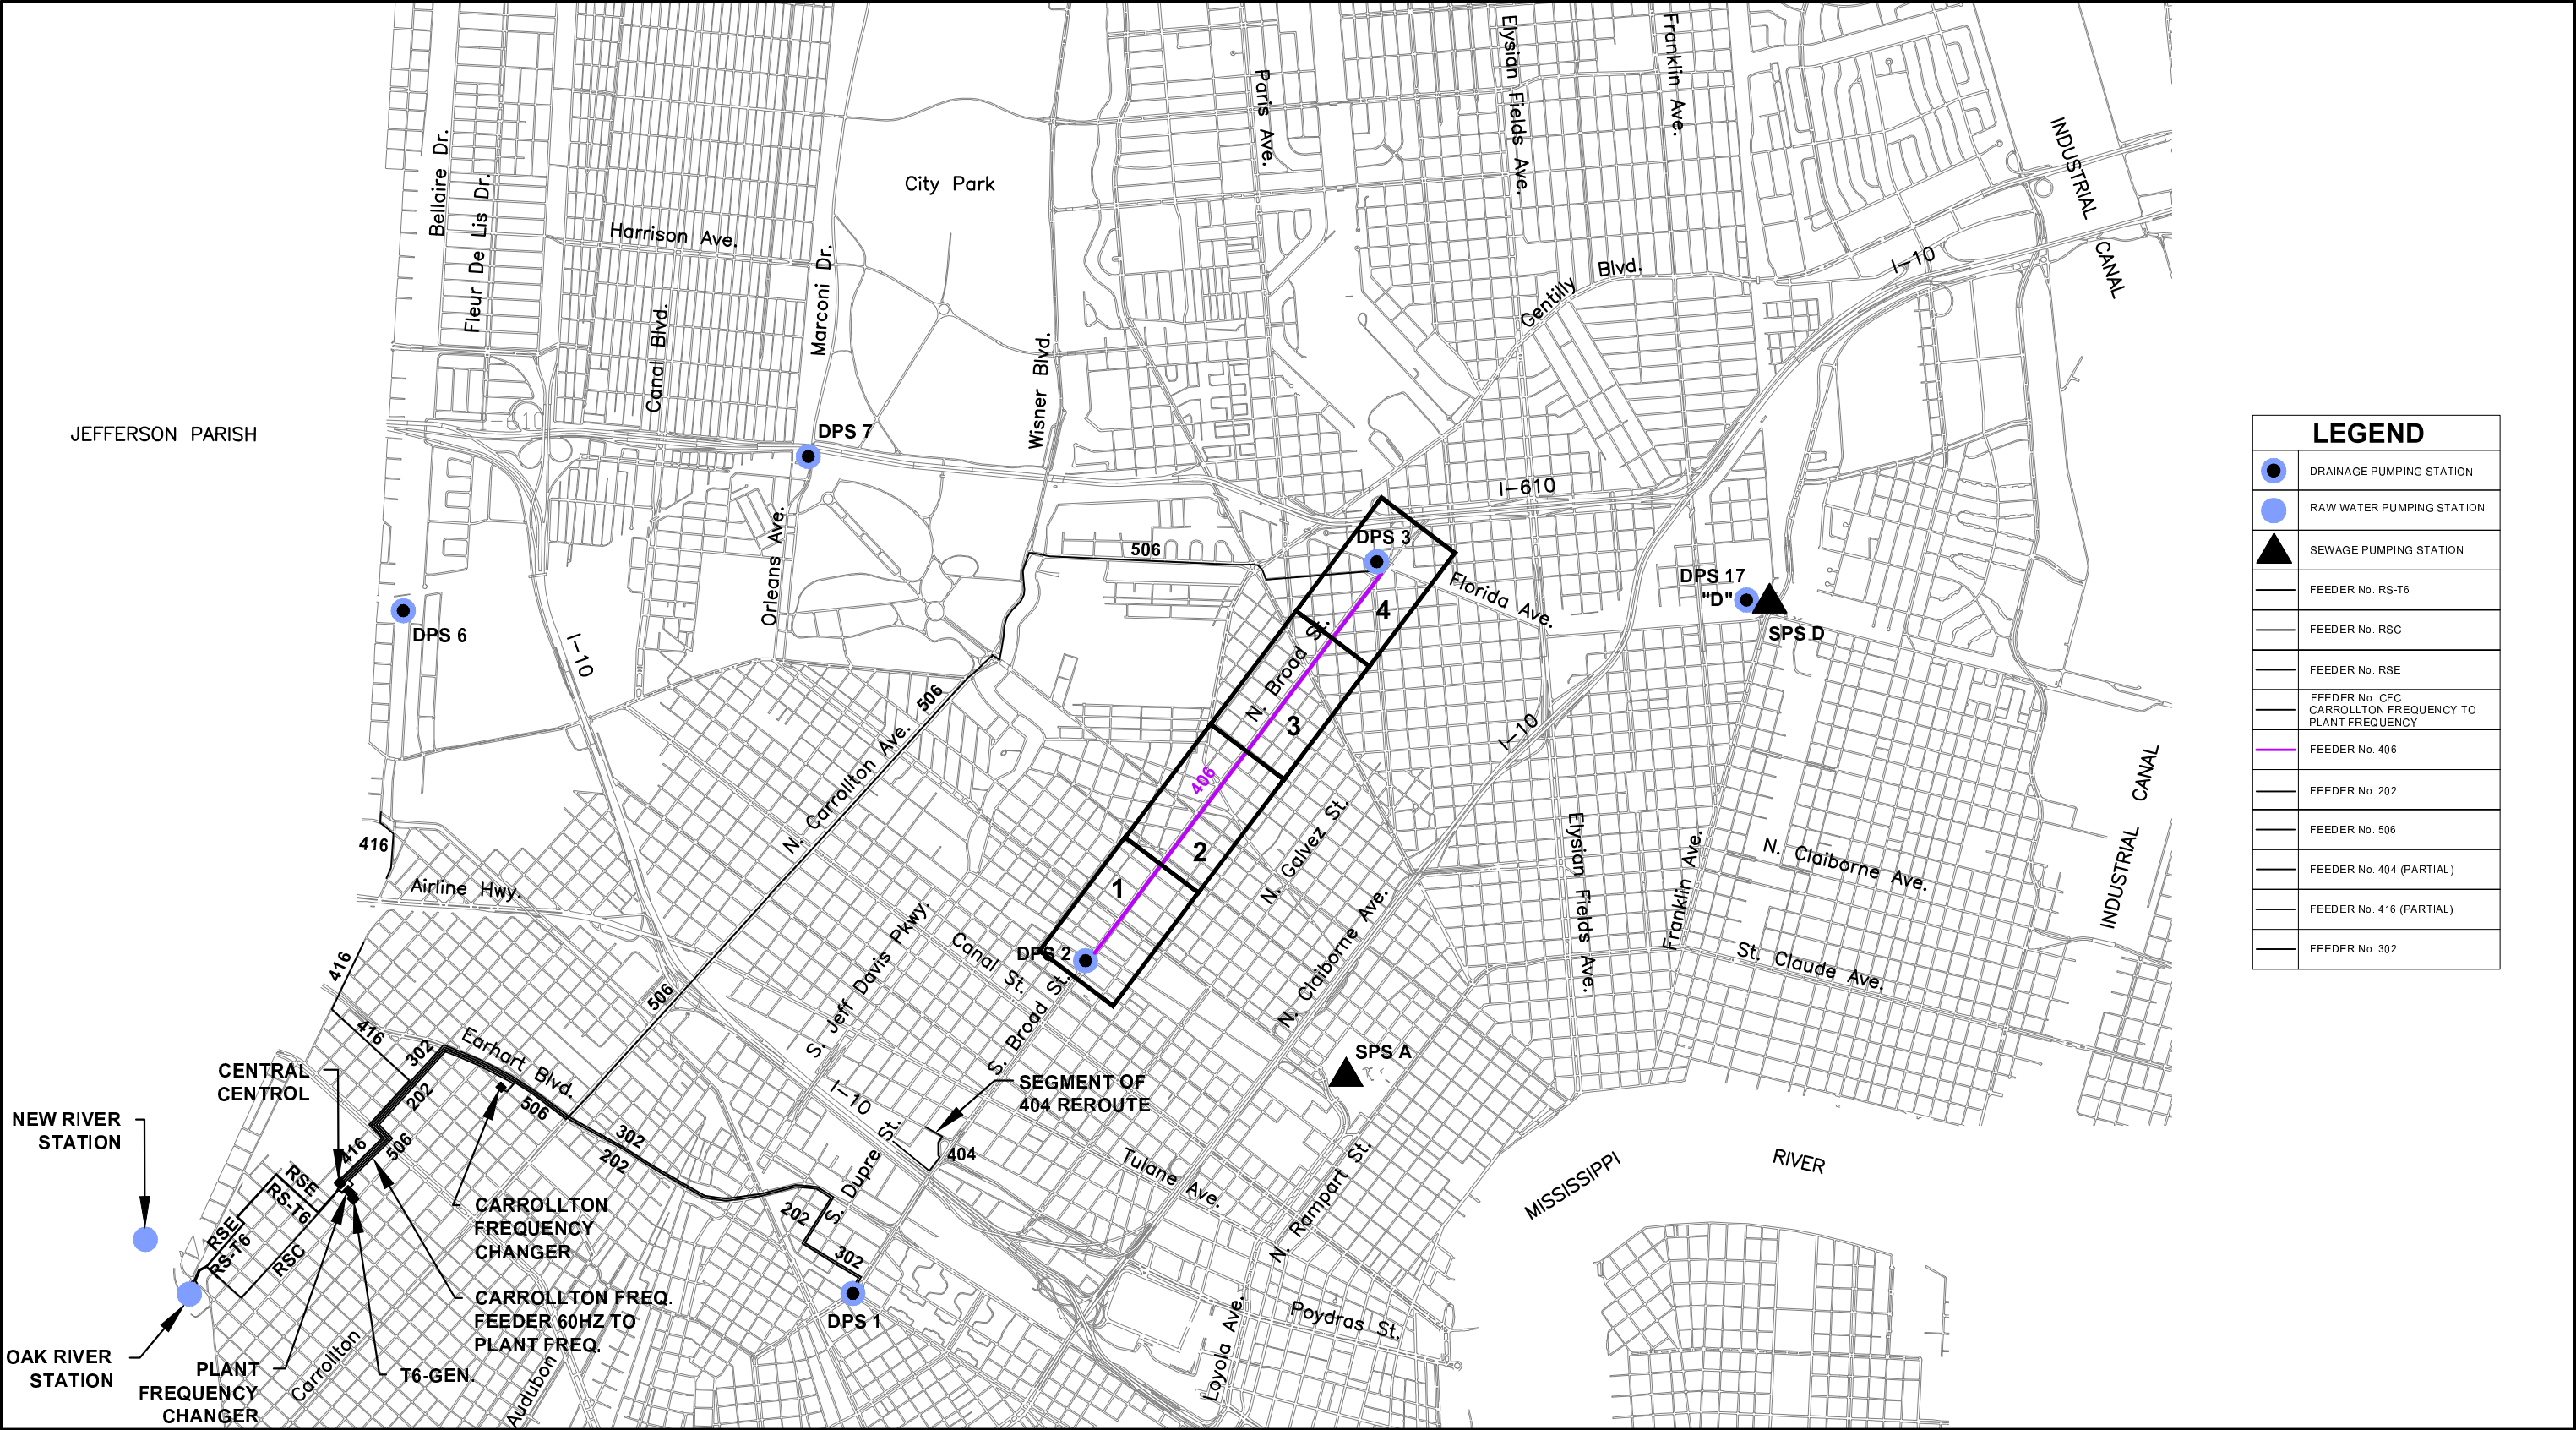 Elysian Fields Ave.
Franklin Ave.
Paris Ave.
INDUSTRIAL CANAL
Bellaire Dr.
Fleur De Lis Dr.
City Park
Harrison Ave.
Marconi Dr.
Canal Blvd.
Wisner Blvd.
Gentilly Blvd.
I-10
JEFFERSON PARISH
DPS 7
I-610
Orleans Ave.
506
DPS 3
Florida Ave.
4
DPS 17
"D"
SPS D
DPS 6
I-10
N. Broad St.
3
506
N. Carrollton Ave.
406
I-10
2
1
N. Galvez St.
416
Airline Hwy.
Elysian Fields Ave.
Franklin Ave.
N. Claiborne Ave.
INDUSTRIAL CANAL
St. Claude Ave.
N. Claiborne Ave.
S. Jeff Davis Pkwy.
Canal St.
DPS 2
S. Broad St.
416
506
416
302
Earhart Blvd.
202
506
CENTRAL
CENTROL
NEW RIVER
STATION
416
506
302
202
I-10
SEGMENT OF
404 REROUTE
404
SPS A
Tulane Ave.
N. Rampart St.
MISSISSIPPI
RIVER
S. Dupre St.
202
302
DPS 1
RSE
RS-T6
RSE
RS-T6
RSC
CARROLLTON
FREQUENCY
CHANGER
CARROLLTON FREQ.
FEEDER 60HZ TO
PLANT FREQ.
OAK RIVER
STATION
PLANT
FREQUENCY
CHANGER
T6-GEN.
Carrollton
Audubon
Loyola Ave.
Poydras St.
LEGEND
DRAINAGE PUMPING STATION
RAW WATER PUMPING STATION
SEWAGE PUMPING STATION
FEEDER No. RS-T6
FEEDER No. RSC
FEEDER No. RSE
FEEDER No. CFC
CARROLLTON FREQUENCY TO
PLANT FREQUENCY
FEEDER No. 406
FEEDER No. 202
FEEDER No. 506
FEEDER No. 404 (PARTIAL)
FEEDER No. 416 (PARTIAL)
FEEDER No. 302